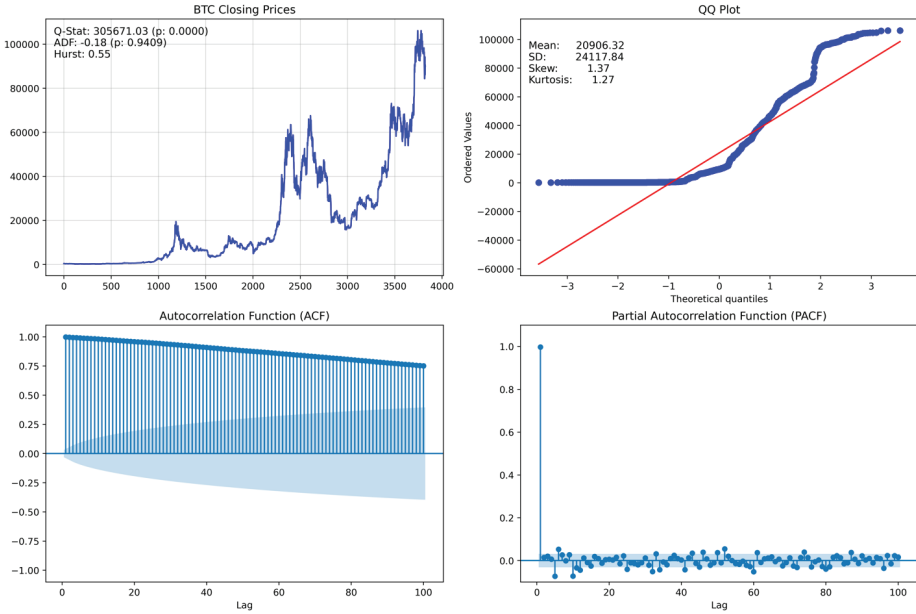 BTC Closing Prices
Q-Stat: 305671.03 (p: 0.0000)
ADF: -0.18 (p: 0.9409)
Hurst: 0.55
100000
80000
60000
40000
20000
0
0 500 1000 1500 2000 2500 3000 3500 4000
QQ Plot
Mean: 20906.32
SD: 24117.84
Skew: 1.37
Kurtosis: 1.27
Ordered Values
100000
80000
60000
40000
20000
0
−20000
−40000
−60000
−3 −2 −1 0 1 2 3
Theoretical quantiles
Autocorrelation Function (ACF)
1.00
0.75
0.50
0.25
0.00
−0.25
−0.50
−0.75
−1.00
0 20 40 60 80 100
Lag
Partial Autocorrelation Function (PACF)
1.0
0.8
0.6
0.4
0.2
0.0
0 20 40 60 80 100
Lag